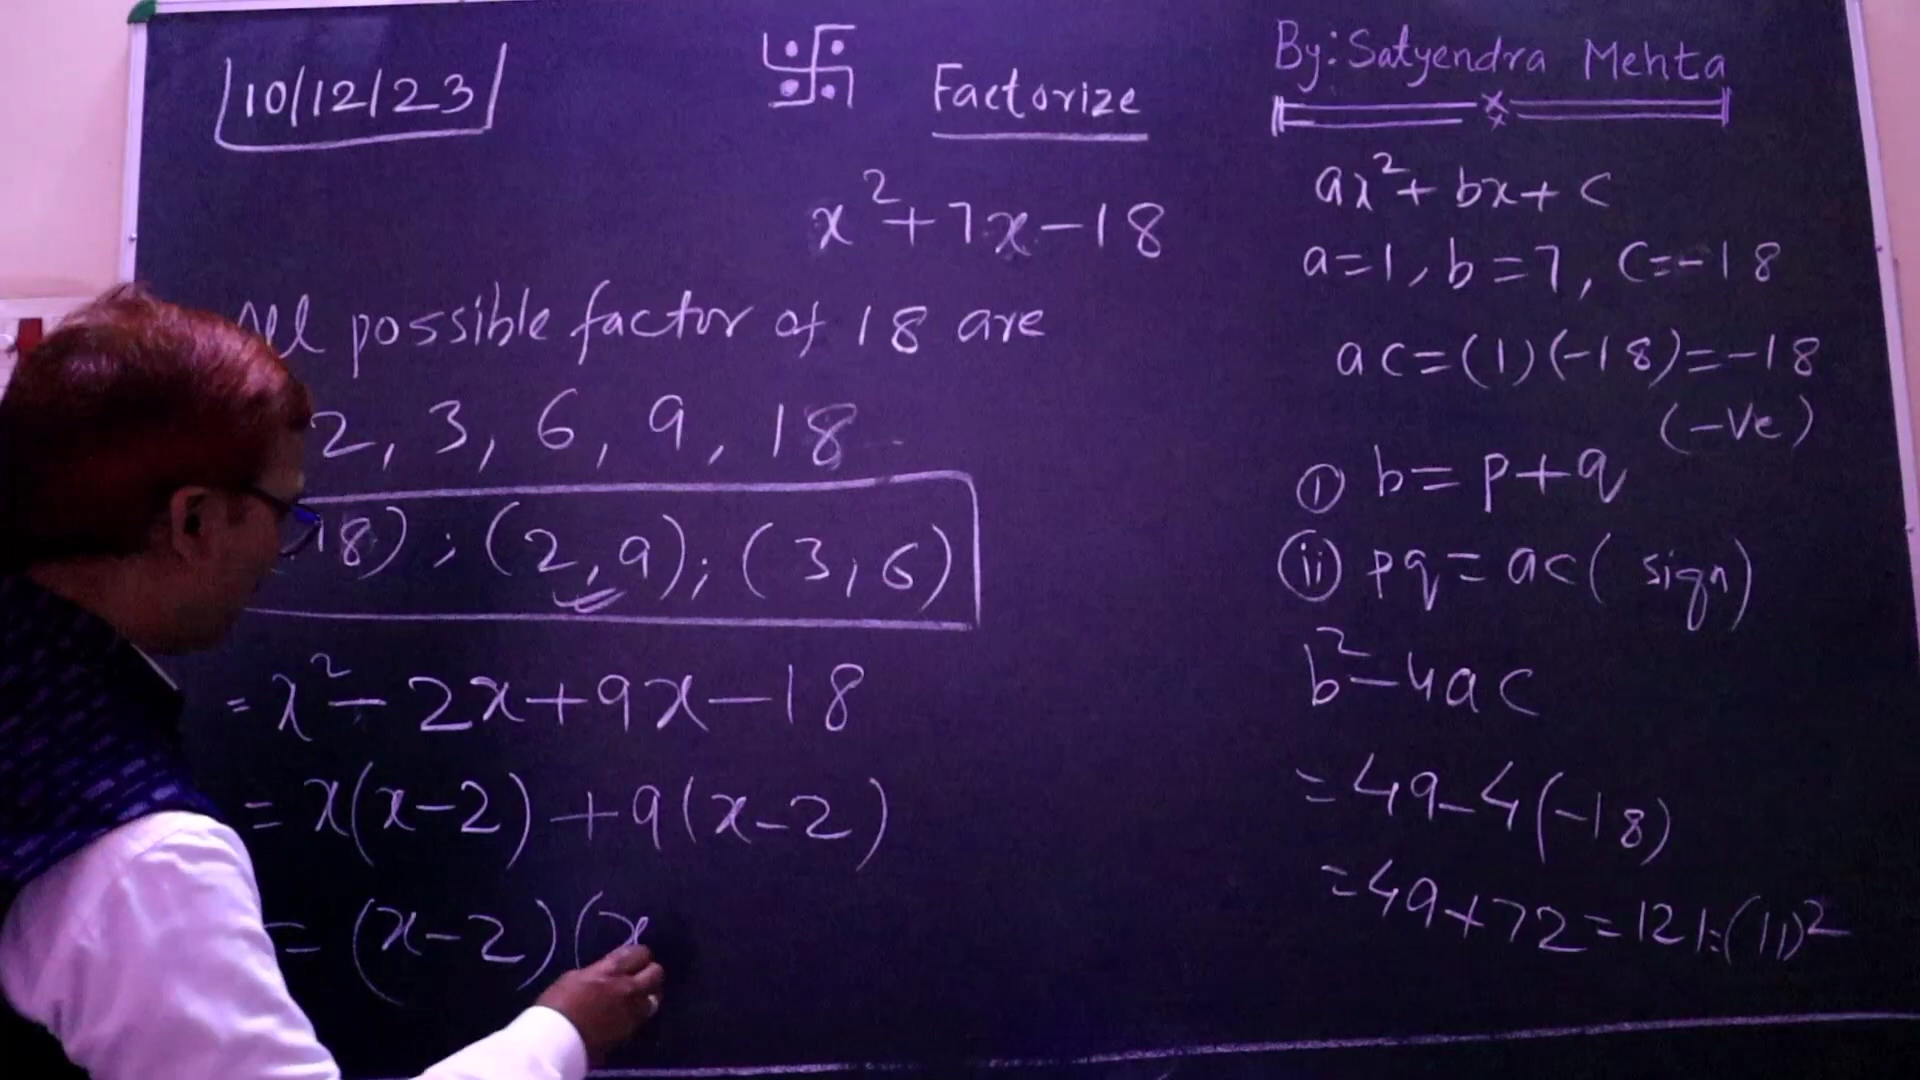 10/12/23
Factorize
By: Satyendra Mehta
x²+7x-18
All possible factor of 18 are
2, 3, 6, 9, 18
18); (2,9); (3,6)
= x²-2x+9x-18
= x(x-2)+9(x-2)
= (x-2)(x
ax²+bx+c
a=1, b=7, c=-18
ac=(1)(-18)=-18
(-ve)
(i) b=p+q
(ii) pq=ac(sign)
b²-4ac
=49-4(-18)
=49+72=121=(11)²